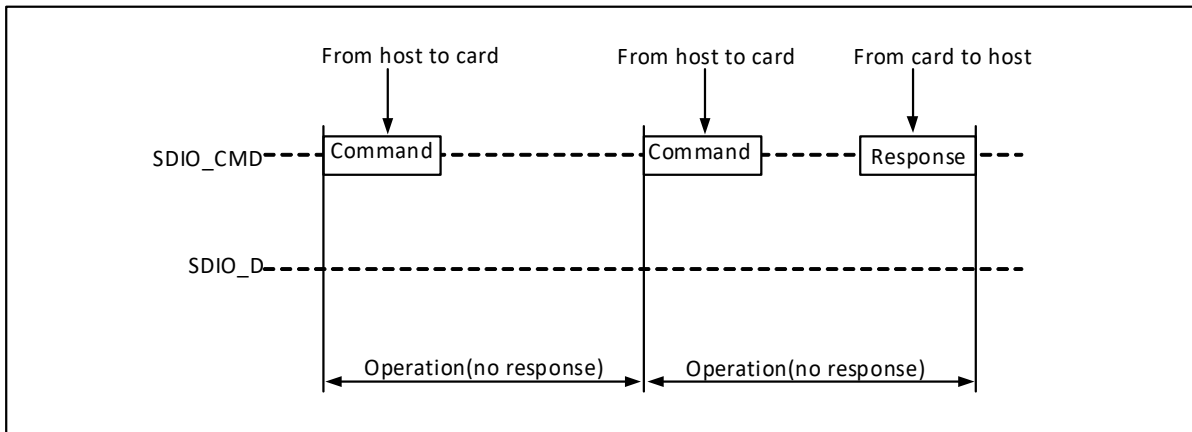 From host to card
From host to card
From card to host
SDIO_CMD
Command
Command
Response
SDIO_D
Operation(no response)
Operation(no response)